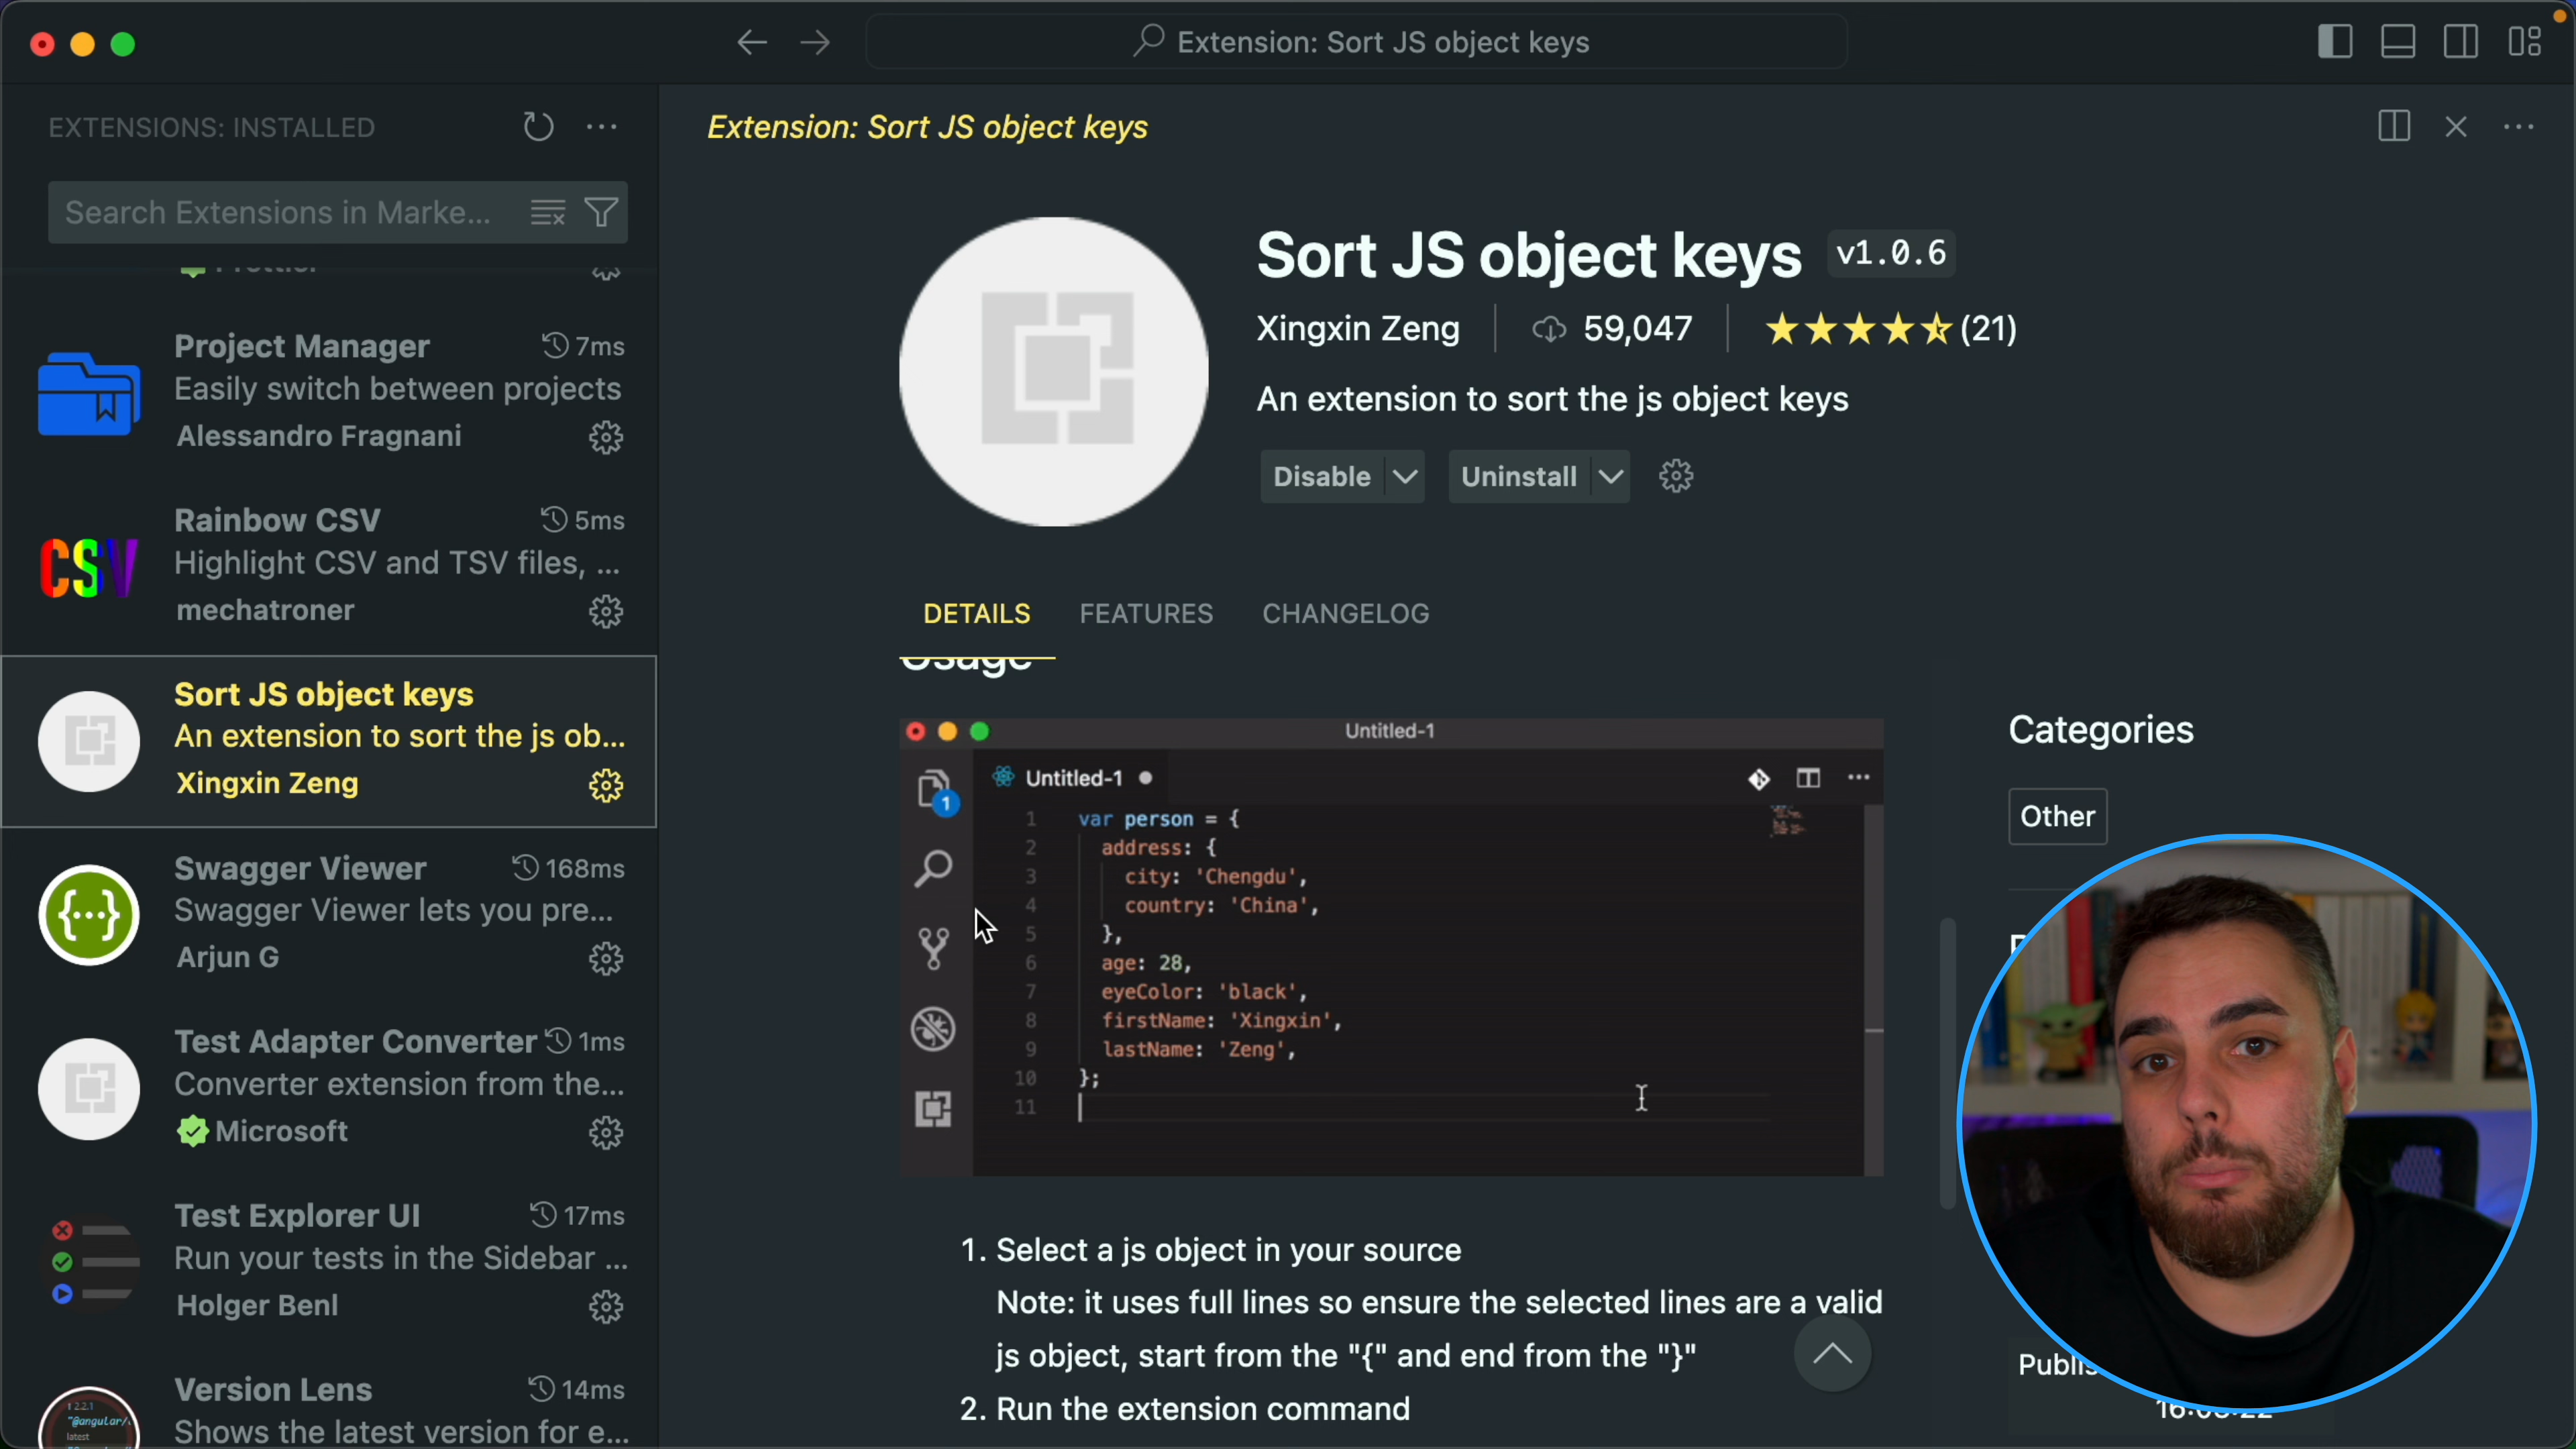 Extension: Sort JS object keys
EXTENSIONS: INSTALLED
Search Extensions in Marke...
Project Manager 7ms
Easily switch between projects
Alessandro Fragnani
Rainbow CSV 5ms
CSV
Highlight CSV and TSV files, ...
mechatroner
Sort JS object keys
An extension to sort the js ob...
Xingxin Zeng
Swagger Viewer 168ms
{...}
Swagger Viewer lets you pre...
Arjun G
Test Adapter Converter 1ms
Converter extension from the...
Microsoft
Test Explorer UI 17ms
Run your tests in the Sidebar ...
Holger Benl
Version Lens 14ms
Shows the latest version for e...
Extension: Sort JS object keys
Sort JS object keys v1.0.6
Xingxin Zeng 59,047 (21)
An extension to sort the js object keys
Disable Uninstall
DETAILS FEATURES CHANGELOG
Usage
Untitled-1
Untitled-1
1
1 var person = {
2 address: {
3 city: 'Chengdu',
4 country: 'China',
5 },
6 age: 28,
7 eyeColor: 'black',
8 firstName: 'Xingxin',
9 lastName: 'Zeng',
10 };
11
1. Select a js object in your source
Note: it uses full lines so ensure the selected lines are a valid
js object, start from the "{" and end from the "}"
2. Run the extension command
Categories
Other